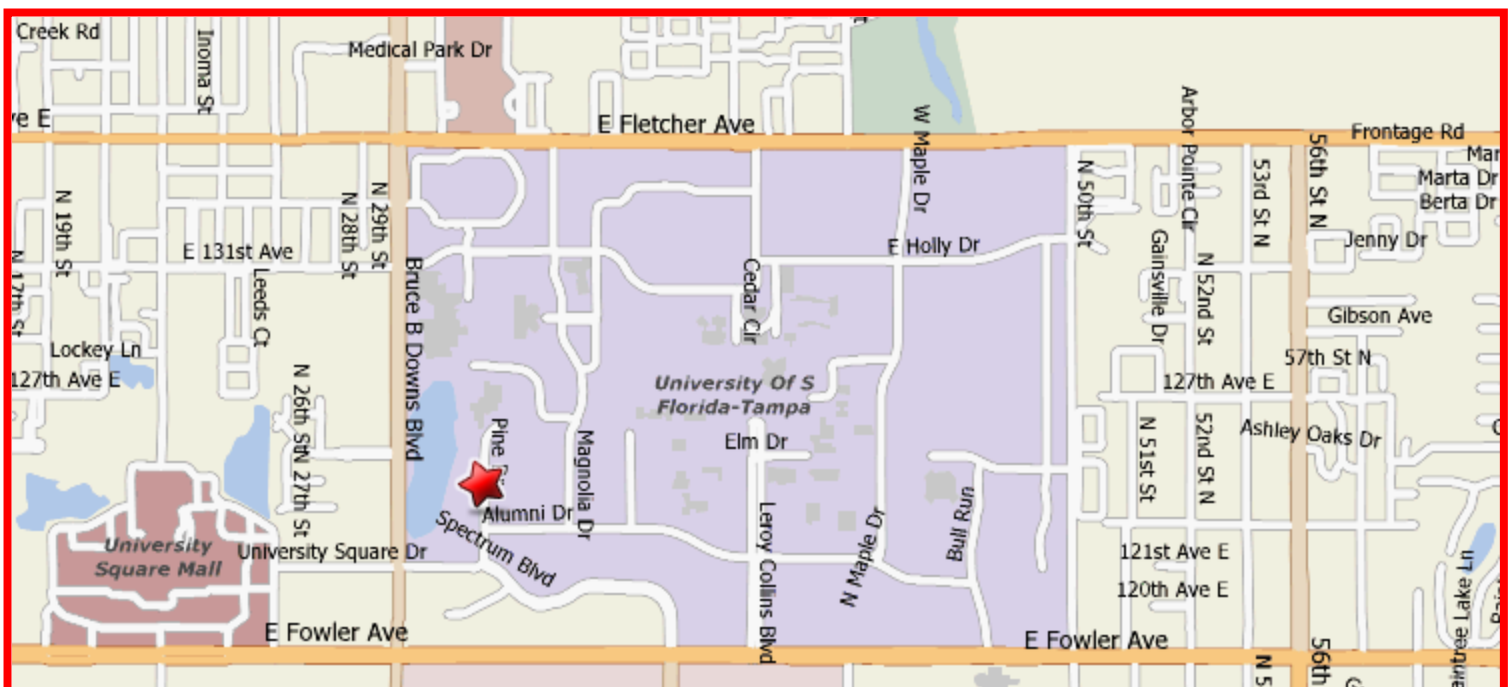 Creek Rd
Inoma St
Medical Park Dr
ve E
E Fletcher Ave
W Maple Dr
Arbor Pointe Cir
Frontage Rd
56th St N
Mar
Marta Dr
Berta Dr
N 19th St
N 28th St
N 29th St
N 50th St
53rd St N
E 131st Ave
E Holly Dr
Jenny Dr
N 17th St
Leeds Ct
Bruce B Downs Blvd
Cedar Cir
Gainsville Dr
N 52nd St
Gibson Ave
Lockey Ln
57th St N
127th Ave E
University Of S
Florida-Tampa
127th Ave E
N 26th St
N 27th St
Pine
Magnolia Dr
Elm Dr
N 51st St
52nd St N
Ashley Oaks Dr
Alumni Dr
Spectrum Blvd
Leroy Collins Blvd
N Maple Dr
Bull Run
University
Square Mall
University Square Dr
121st Ave E
120th Ave E
E Fowler Ave
E Fowler Ave
N 5
56th